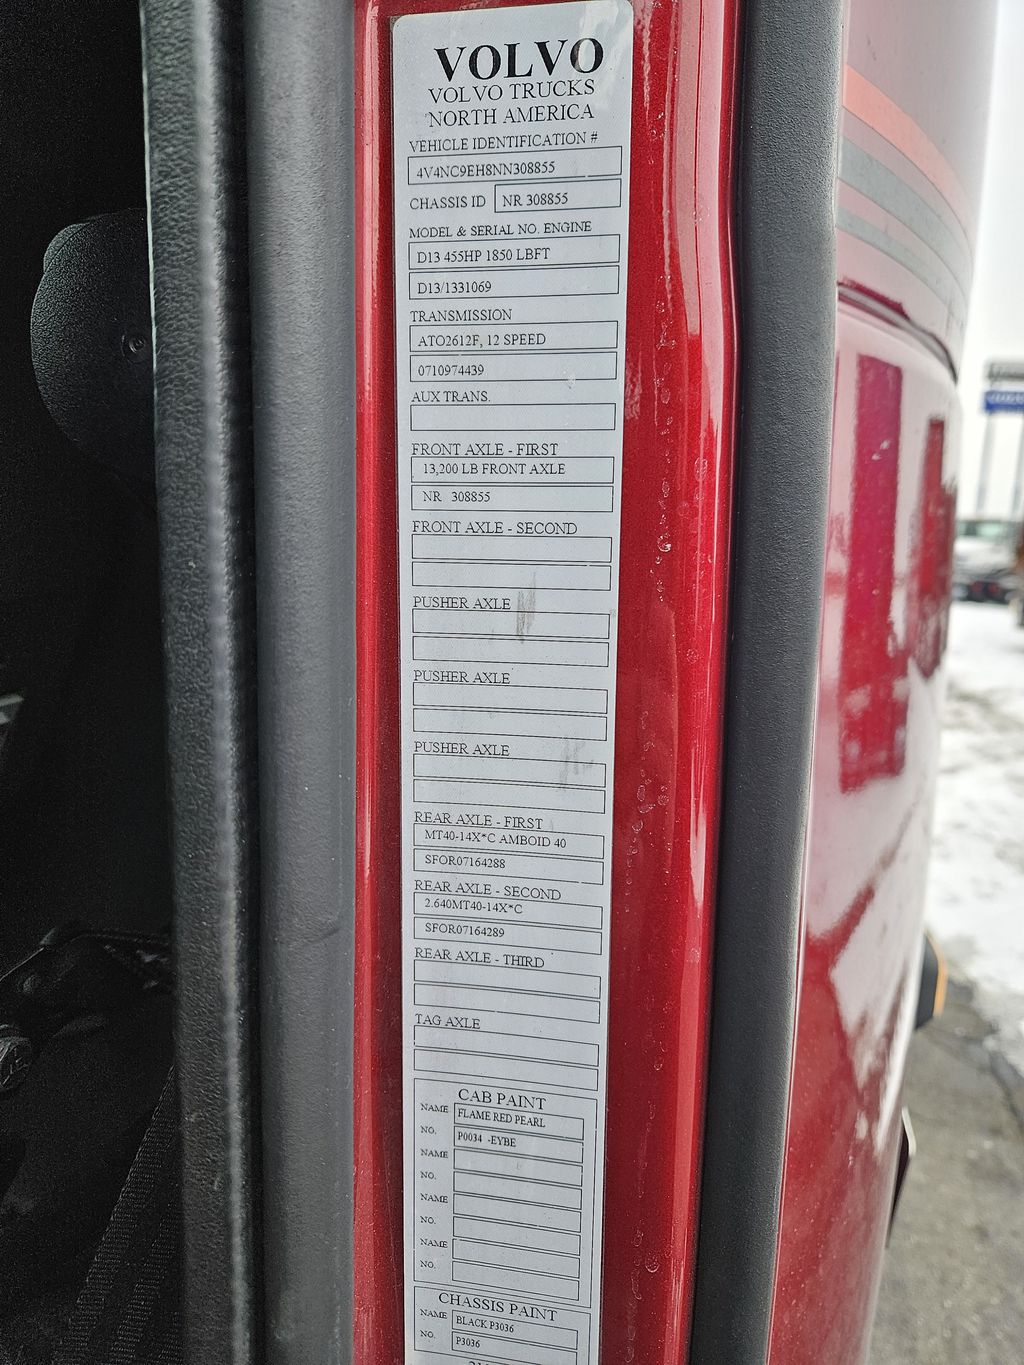 VOLVO
VOLVO TRUCKS
NORTH AMERICA
VEHICLE IDENTIFICATION #
4V4NC9EH8NN308855
CHASSIS ID NR 308855
MODEL & SERIAL NO. ENGINE
D13 455HP 1850 LBFT
D13/1331069
TRANSMISSION
ATO2612F, 12 SPEED
0710974439
AUX TRANS.
FRONT AXLE - FIRST
13,200 LB FRONT AXLE
NR 308855
FRONT AXLE - SECOND
PUSHER AXLE
PUSHER AXLE
PUSHER AXLE
REAR AXLE - FIRST
MT40-14X*C AMBOID 40
SFOR07164288
REAR AXLE - SECOND
2.640MT40-14X*C
SFOR07164289
REAR AXLE - THIRD
TAG AXLE
CAB PAINT
NAME FLAME RED PEARL
NO. P0034 -EYBE
NAME
NO.
NAME
NO.
NAME
NO.
CHASSIS PAINT
NAME BLACK P3036
NO. P3036
VOLVO